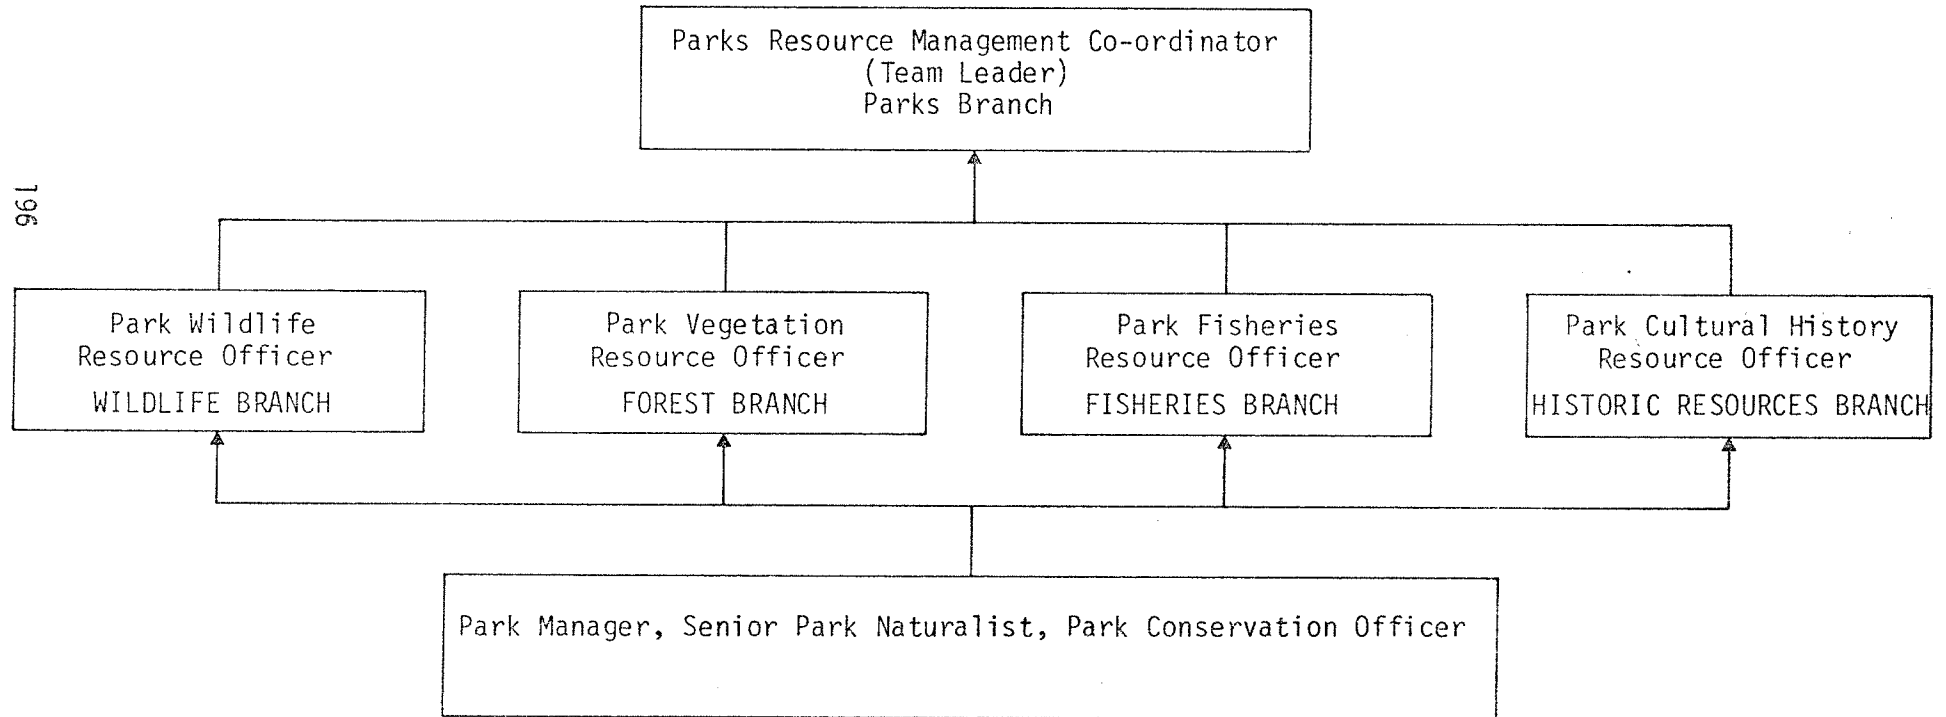 Parks Resource Management Co-ordinator
(Team Leader)
Parks Branch
196
Park Wildlife
Resource Officer
WILDLIFE BRANCH
Park Vegetation
Resource Officer
FOREST BRANCH
Park Fisheries
Resource Officer
FISHERIES BRANCH
Park Cultural History
Resource Officer
HISTORIC RESOURCES BRANCH
Park Manager, Senior Park Naturalist, Park Conservation Officer